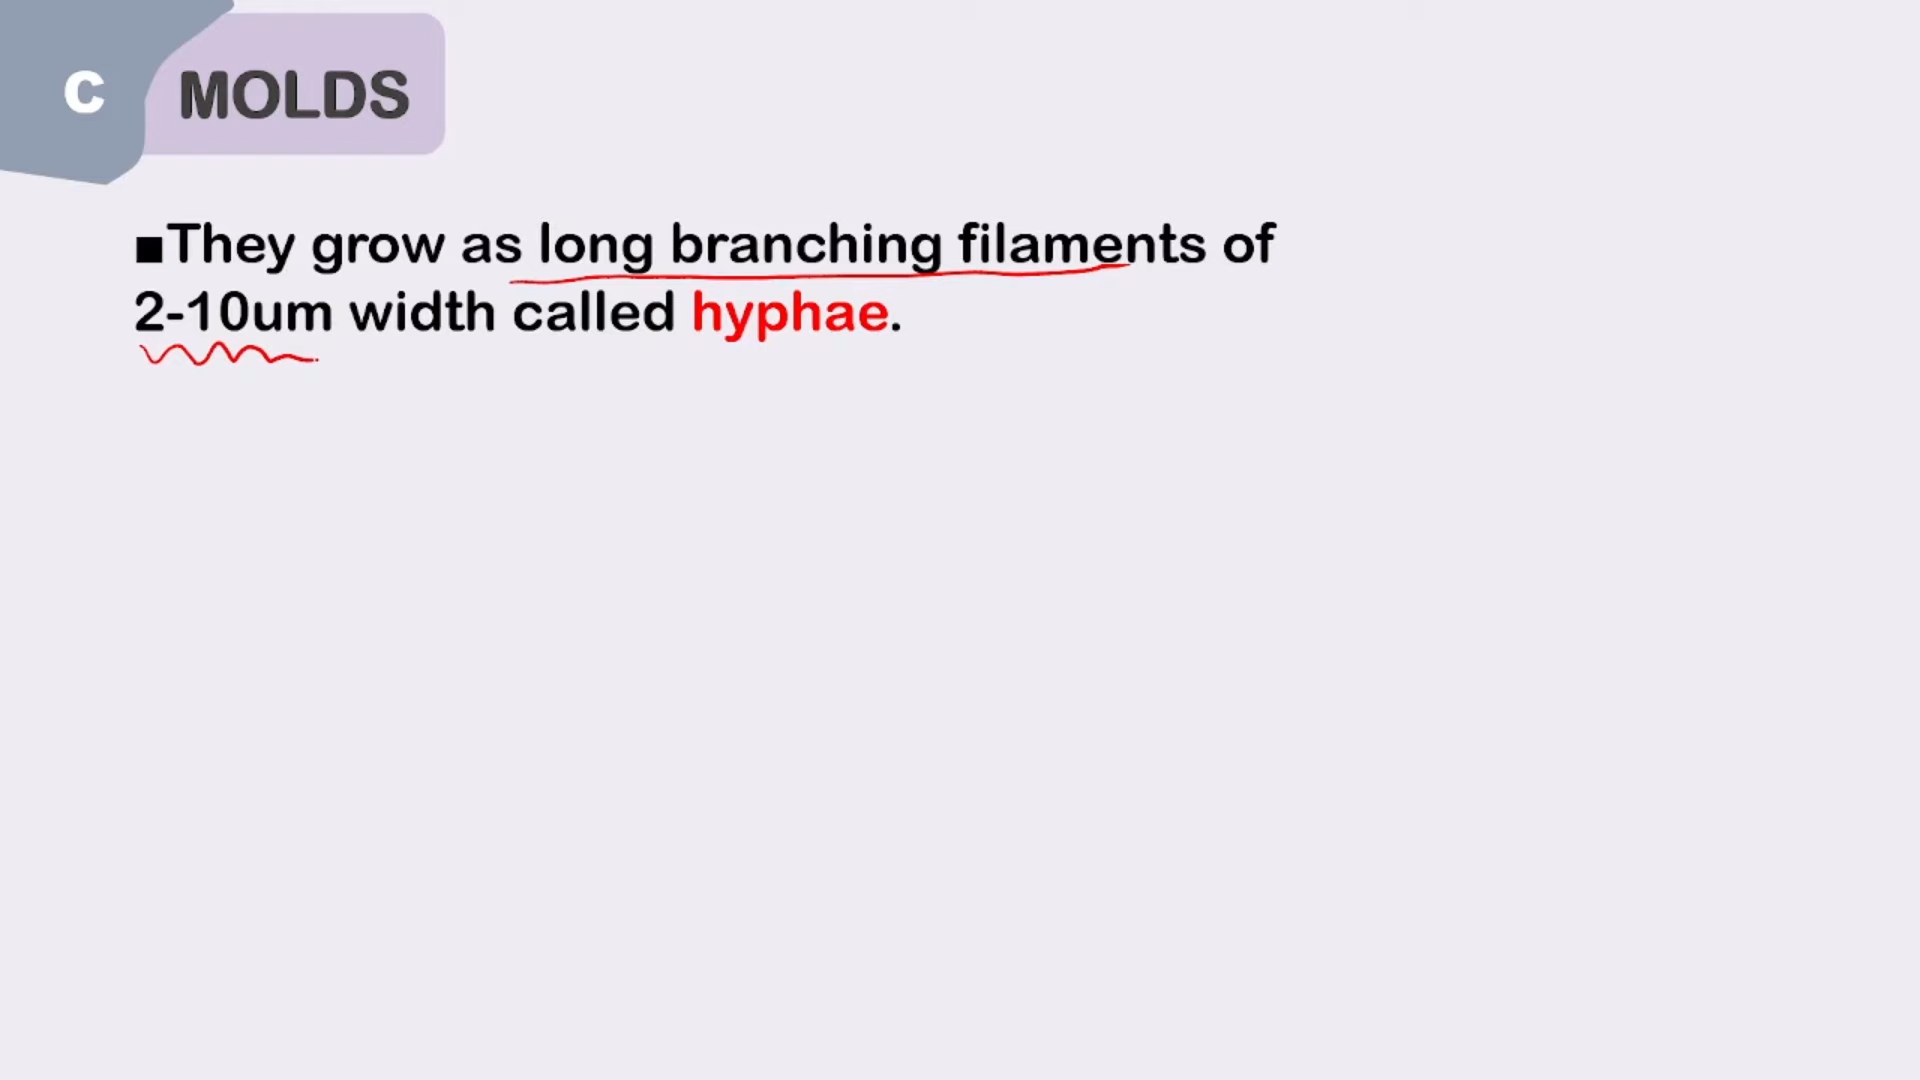 C MOLDS
▪They grow as long branching filaments of
2-10um width called hyphae.